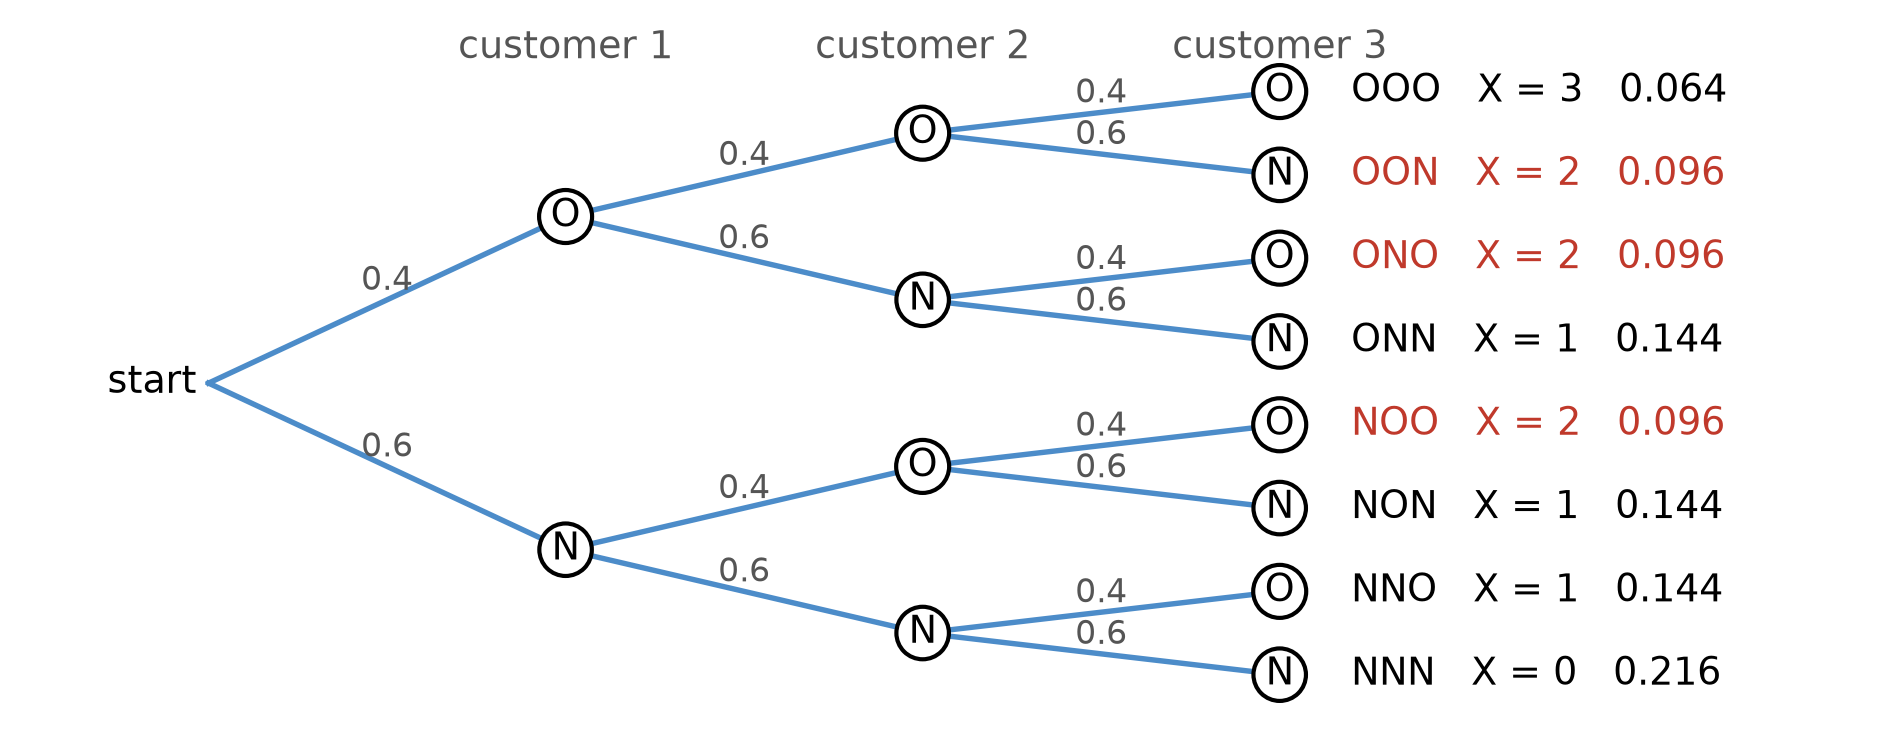 customer 1 customer 2 customer 3
0.4 O OOO X = 3 0.064
O 0.6
0.4 N OON X = 2 0.096
O
0.6 0.4 O ONO X = 2 0.096
0.4 N 0.6
N ONN X = 1 0.144
start
0.6 0.4 O NOO X = 2 0.096
0.4 O 0.6
N NON X = 1 0.144
N
0.6 0.4 O NNO X = 1 0.144
N 0.6
N NNN X = 0 0.216